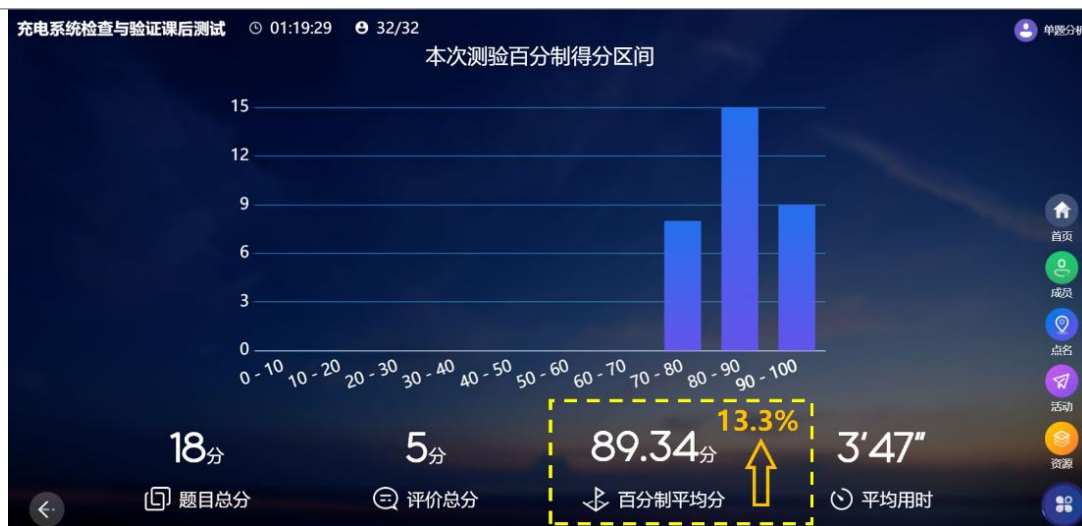 充电系统检查与验证课后测试 01:19:29 32/32
单题分析
本次测验百分制得分区间
15
12
9
6
3
0
0 - 10 10 - 20 20 - 30 30 - 40 40 - 50 50 - 60 60 - 70 70 - 80 80 - 90 90 - 100
首页
成员
点名
活动
资源
13.3%
18分 5分 89.34分 3'47"
题目总分 评价总分 百分制平均分 平均用时